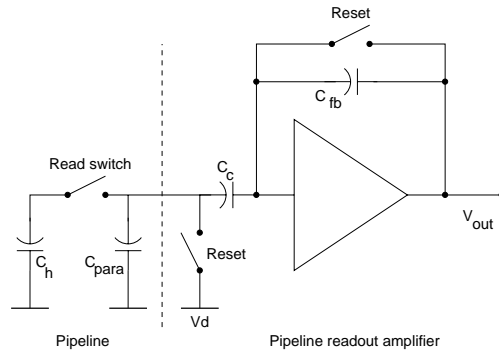 Reset
C fb
Read switch
C c
V out
C h
C para
Reset
Vd
Pipeline
Pipeline readout amplifier